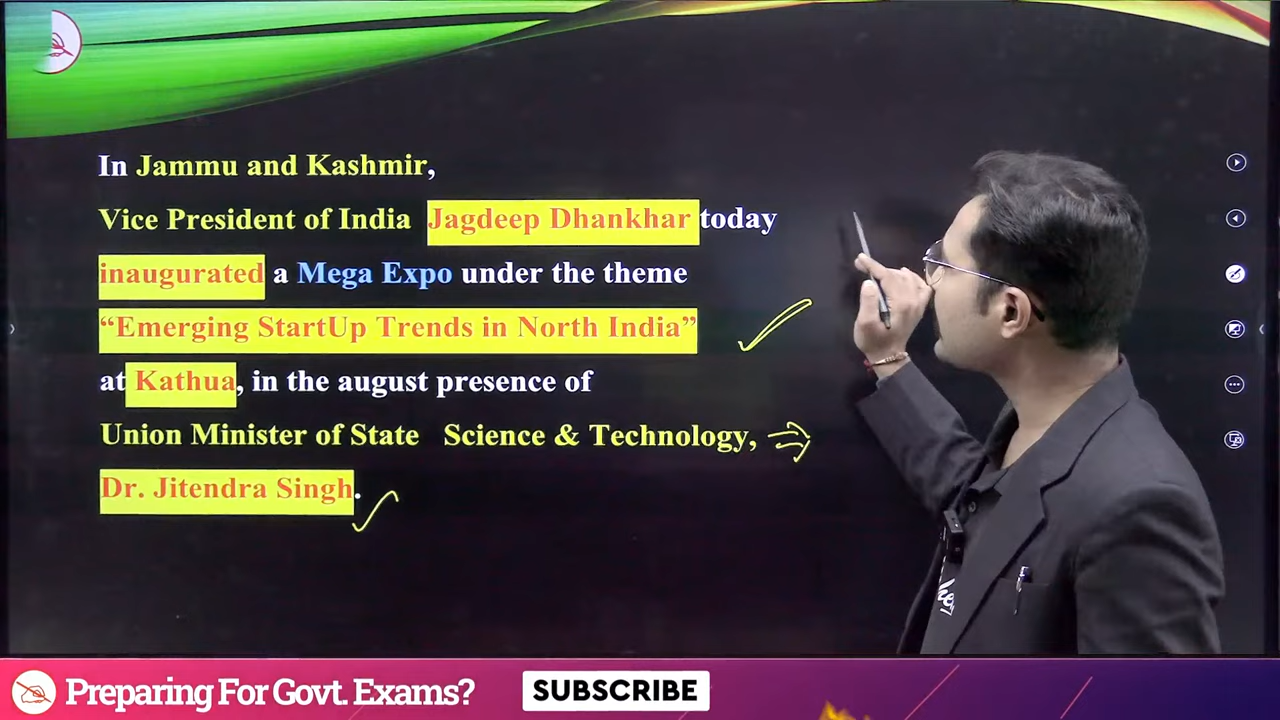 In Jammu and Kashmir,
Vice President of India Jagdeep Dhankhar today
inaugurated a Mega Expo under the theme
“Emerging StartUp Trends in North India”
at Kathua, in the august presence of
Union Minister of State Science & Technology,
Dr. Jitendra Singh.
Preparing For Govt. Exams?
SUBSCRIBE